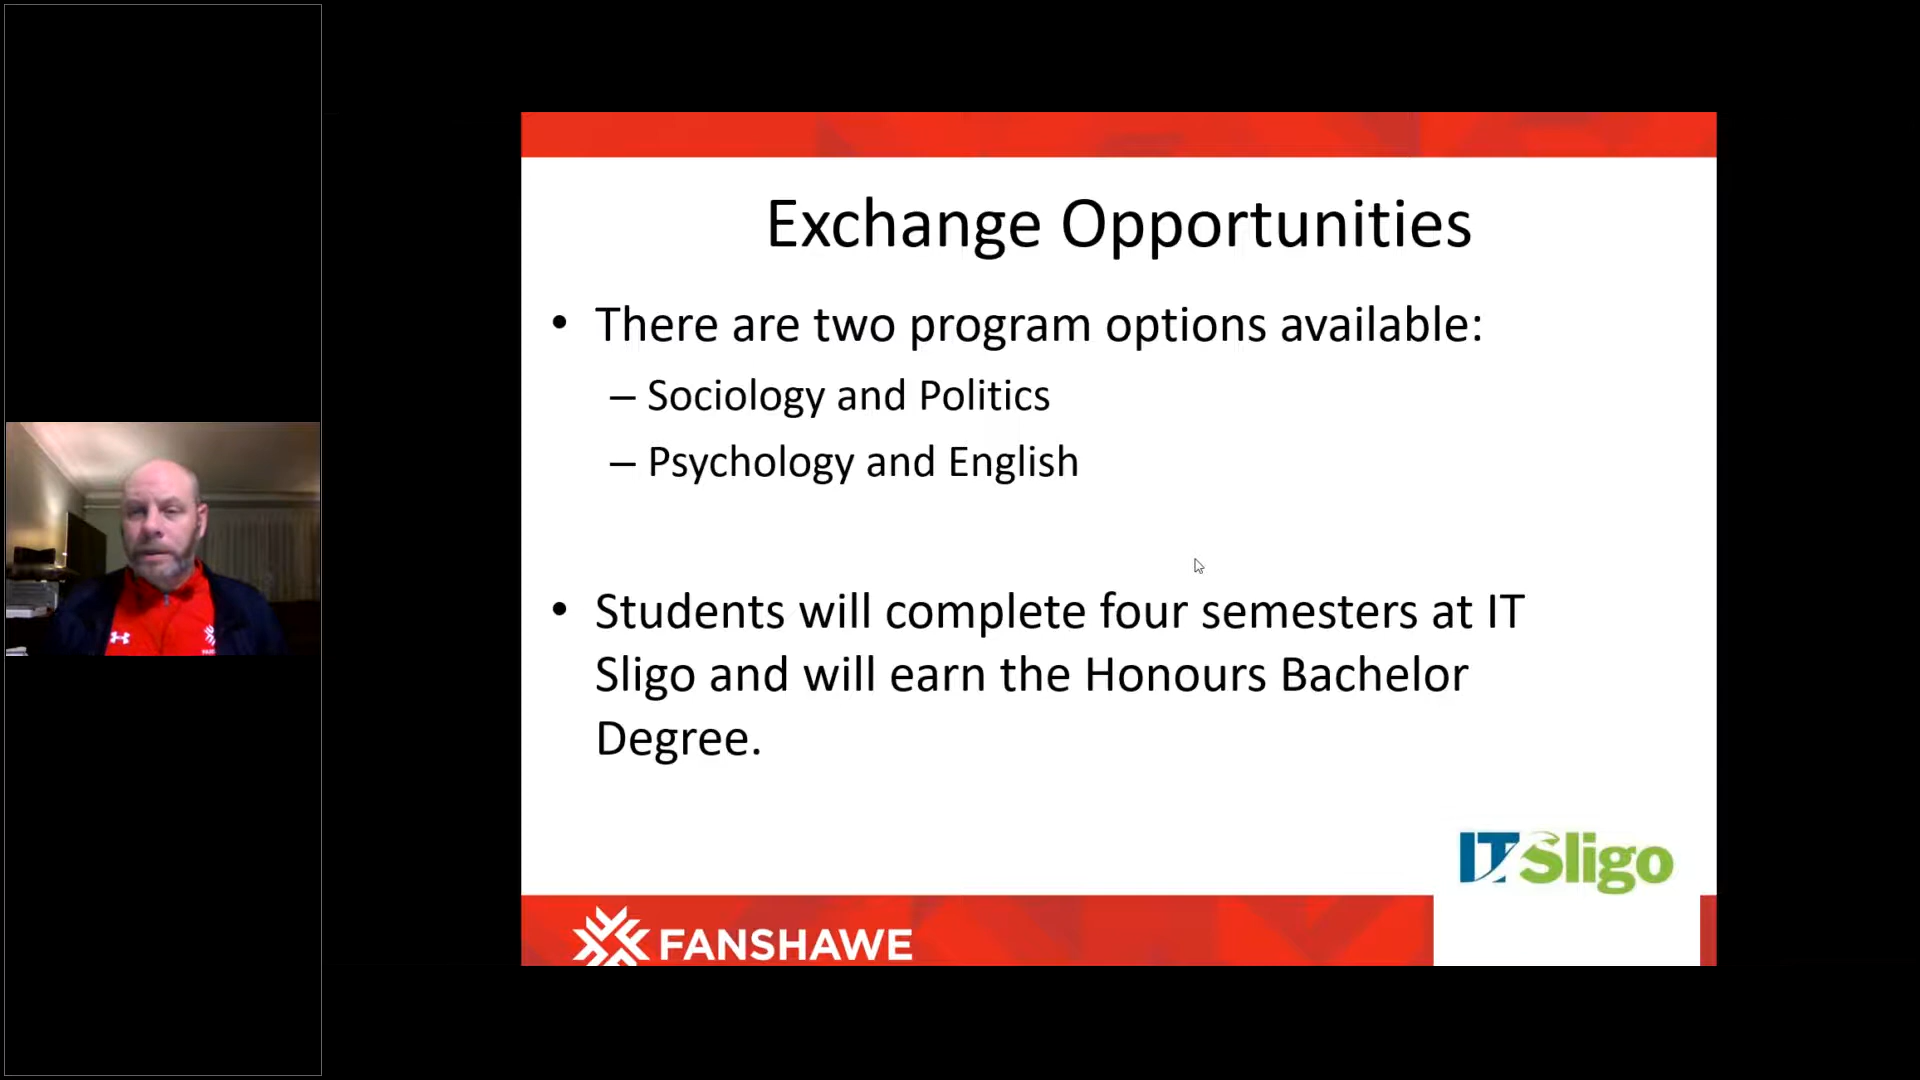 Exchange Opportunities
• There are two program options available:
– Sociology and Politics
– Psychology and English
• Students will complete four semesters at IT
Sligo and will earn the Honours Bachelor
Degree.
IT Sligo
FANSHAWE